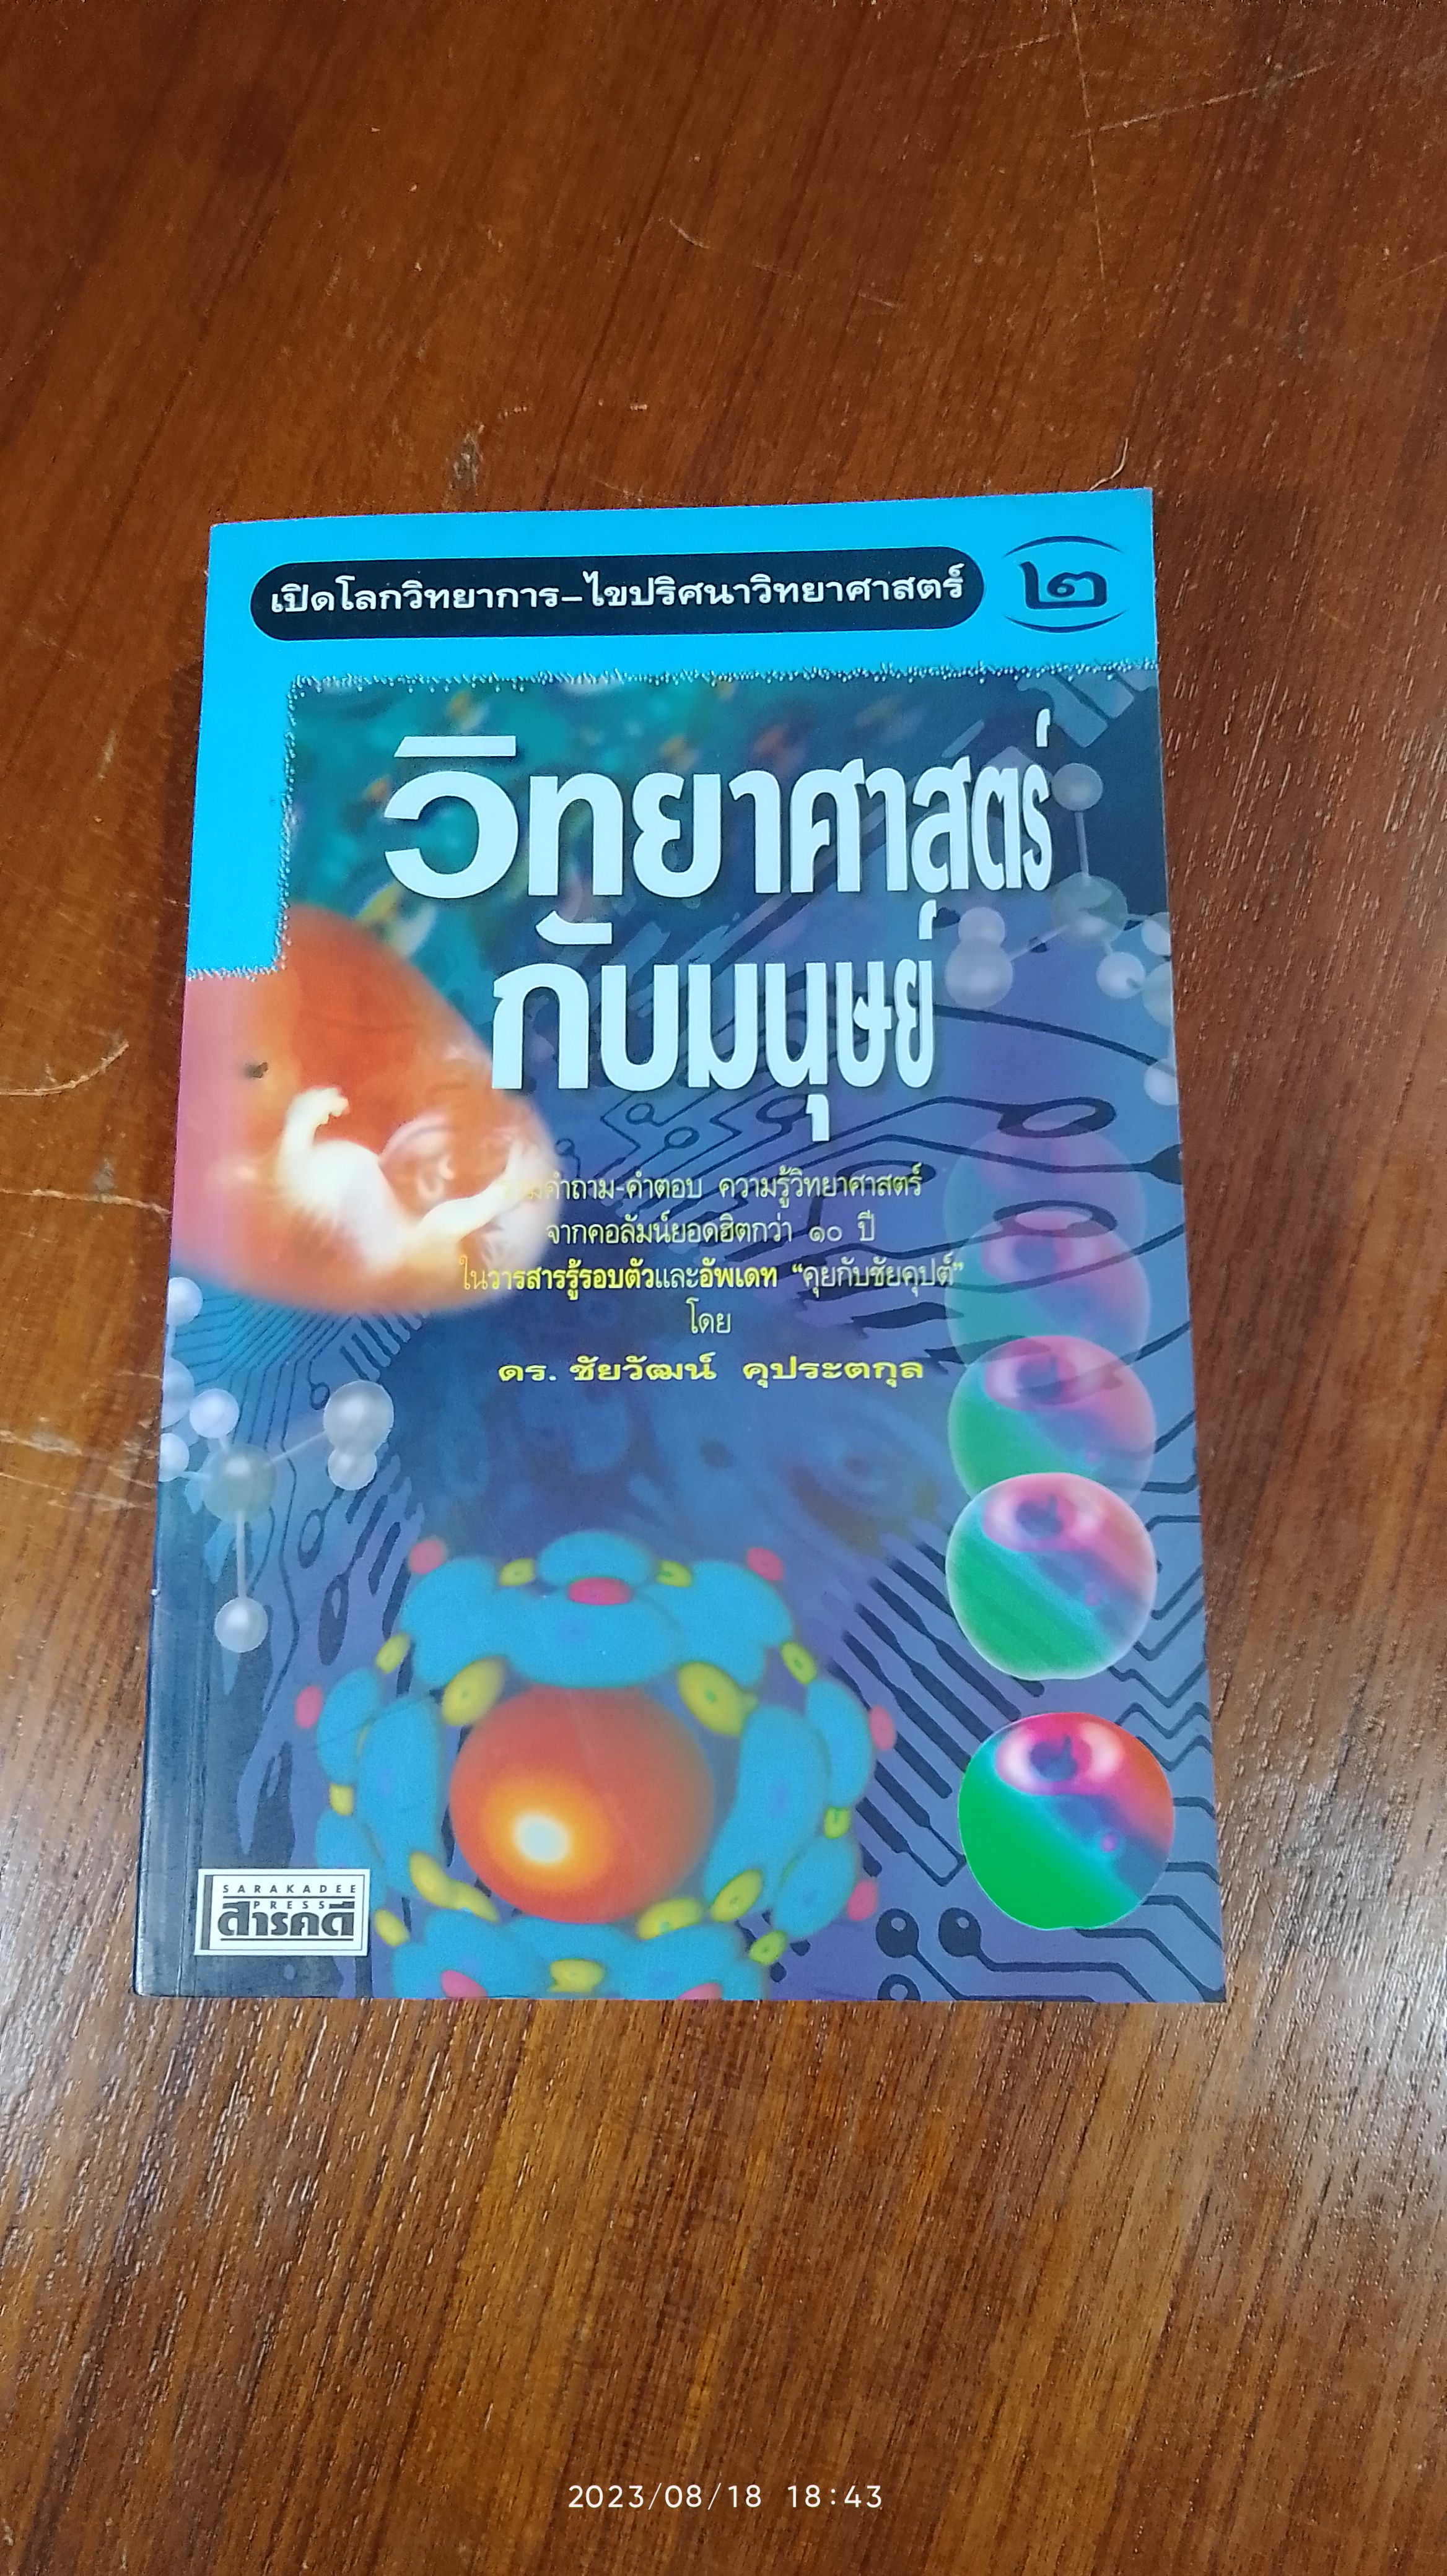 เปิดโลกวิทยาการ–ไขปริศนาวิทยาศาสตร์
๒
วิทยาศาสตร์
กับมนุษย์
รวมคำถาม-คำตอบ ความรู้วิทยาศาสตร์
จากคอลัมน์ยอดฮิตกว่า ๑๐ ปี
ในวารสารรู้รอบตัวและอัพเดท “คุยกับชัยคุปต์”
โดย
ดร. ชัยวัฒน์ คุประตกุล
SARAKADEE
PRESS
สารคดี
2023/08/18 18:43